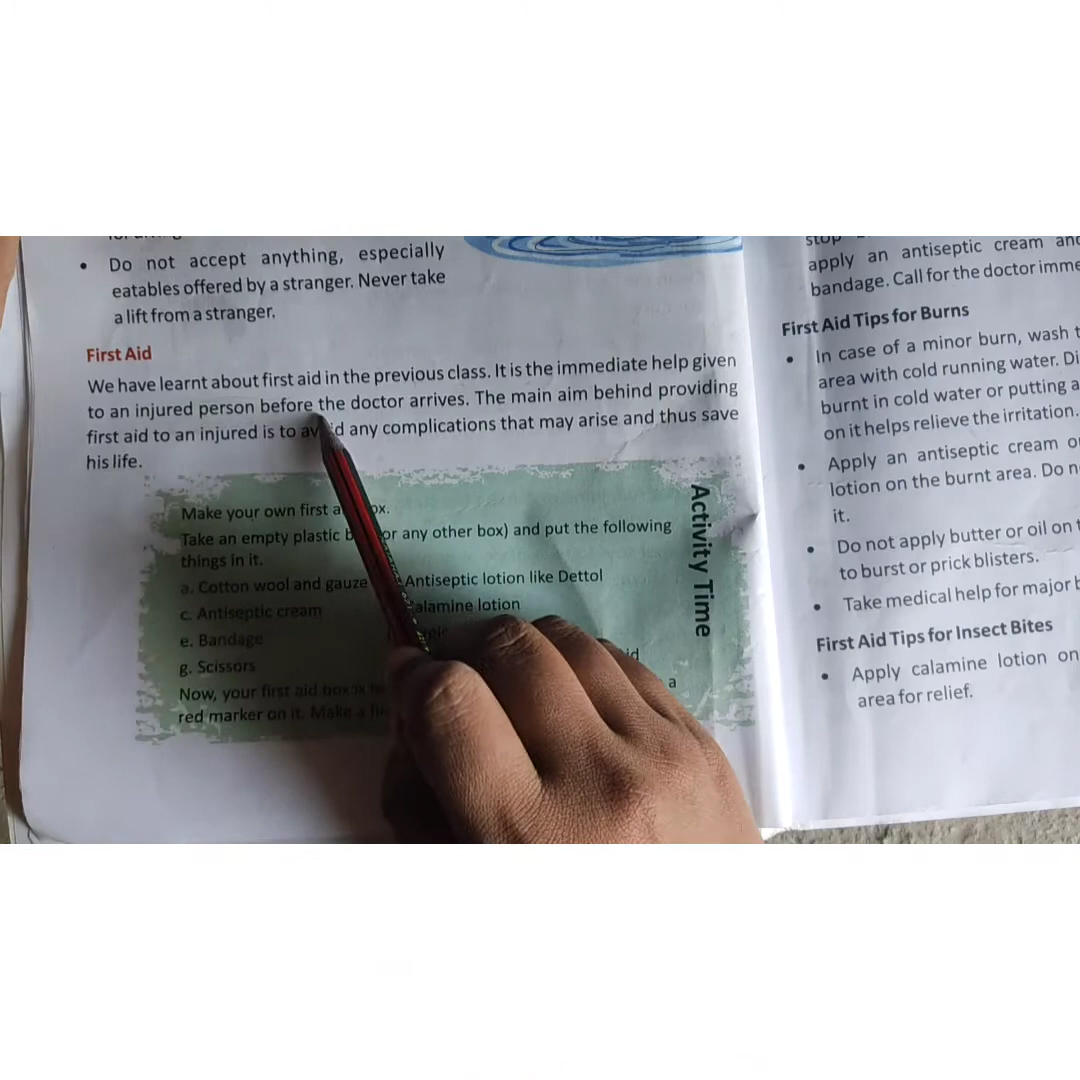 • Do not accept anything, especially
eatables offered by a stranger. Never take
a lift from a stranger.
First Aid
We have learnt about first aid in the previous class. It is the immediate help given
to an injured person before the doctor arrives. The main aim behind providing
first aid to an injured is to avoid any complications that may arise and thus save
his life.
Make your own first
Take an empty plastic or any other box) and put the following
things in it.
a. Cotton wool and gauze Antiseptic lotion like Dettol
c. Antiseptic cream alamine lotion
e. Bandage
g. Scissors
Now, your first aid box a
red marker on it. Make a
Activity Time
apply an antiseptic cream and
bandage. Call for the doctor imme
First Aid Tips for Burns
• In case of a minor burn, wash t
area with cold running water. Di
burnt in cold water or putting a
on it helps relieve the irritation.
• Apply an antiseptic cream o
lotion on the burnt area. Do n
it.
• Do not apply butter or oil on t
to burst or prick blisters.
• Take medical help for major b
First Aid Tips for Insect Bites
• Apply calamine lotion on
area for relief.